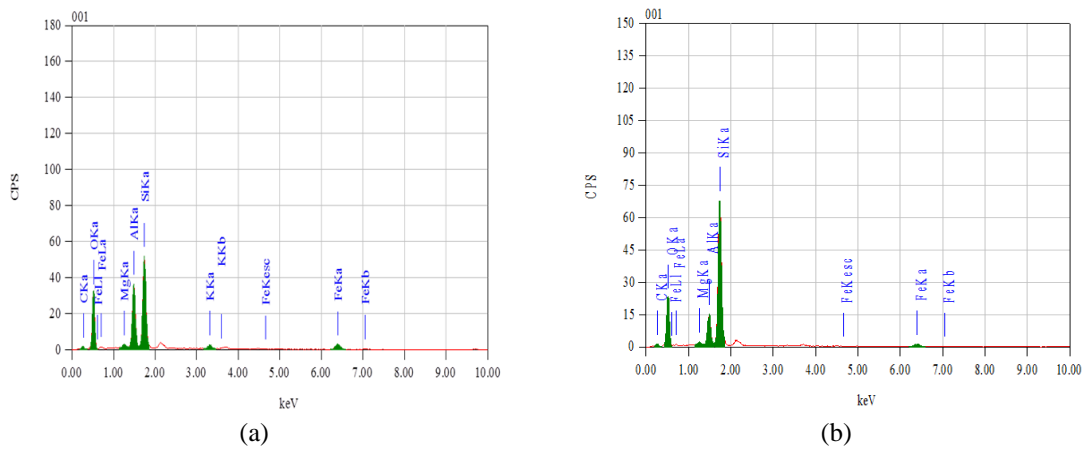 001
180
160
140
120
100
80
60
40
20
0
CPS
CKa
OKa
FeLl
FeLa
MgKa
AlKa
SiKa
KKa
KKb
FeKesc
FeKa
FeKb
0.00 1.00 2.00 3.00 4.00 5.00 6.00 7.00 8.00 9.00 10.00
keV
(a)
001
150
135
120
105
90
75
60
45
30
15
0
CPS
CKa
OKa
FeLl
FeLa
MgKa
AlKa
SiKa
FeKesc
FeKa
FeKb
0.00 1.00 2.00 3.00 4.00 5.00 6.00 7.00 8.00 9.00 10.00
keV
(b)